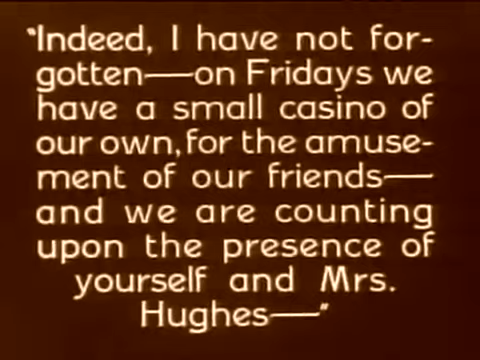 "Indeed, I have not for-
gotten—on Fridays we
have a small casino of
our own, for the amuse-
ment of our friends—
and we are counting
upon the presence of
yourself and Mrs.
Hughes—"